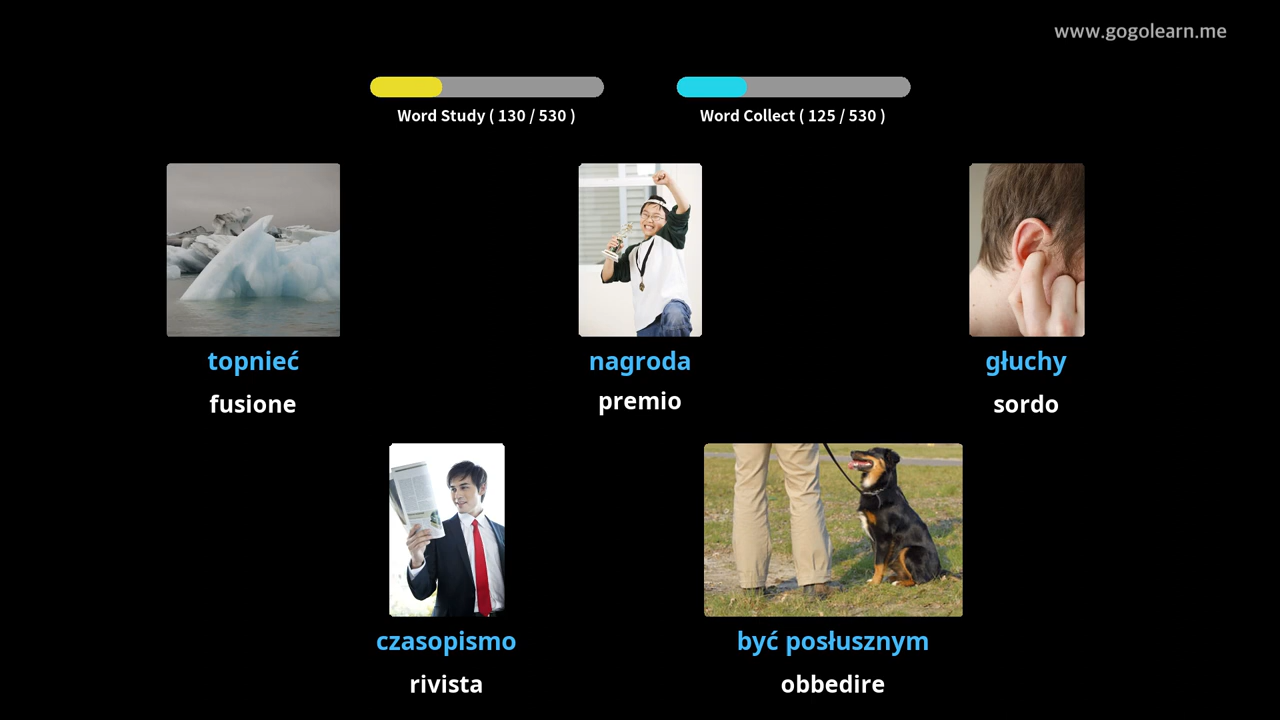 www.gogolearn.me
Word Study ( 130 / 530 )
Word Collect ( 125 / 530 )
topnieć
nagroda
głuchy
fusione
premio
sordo
czasopismo
być posłusznym
rivista
obbedire